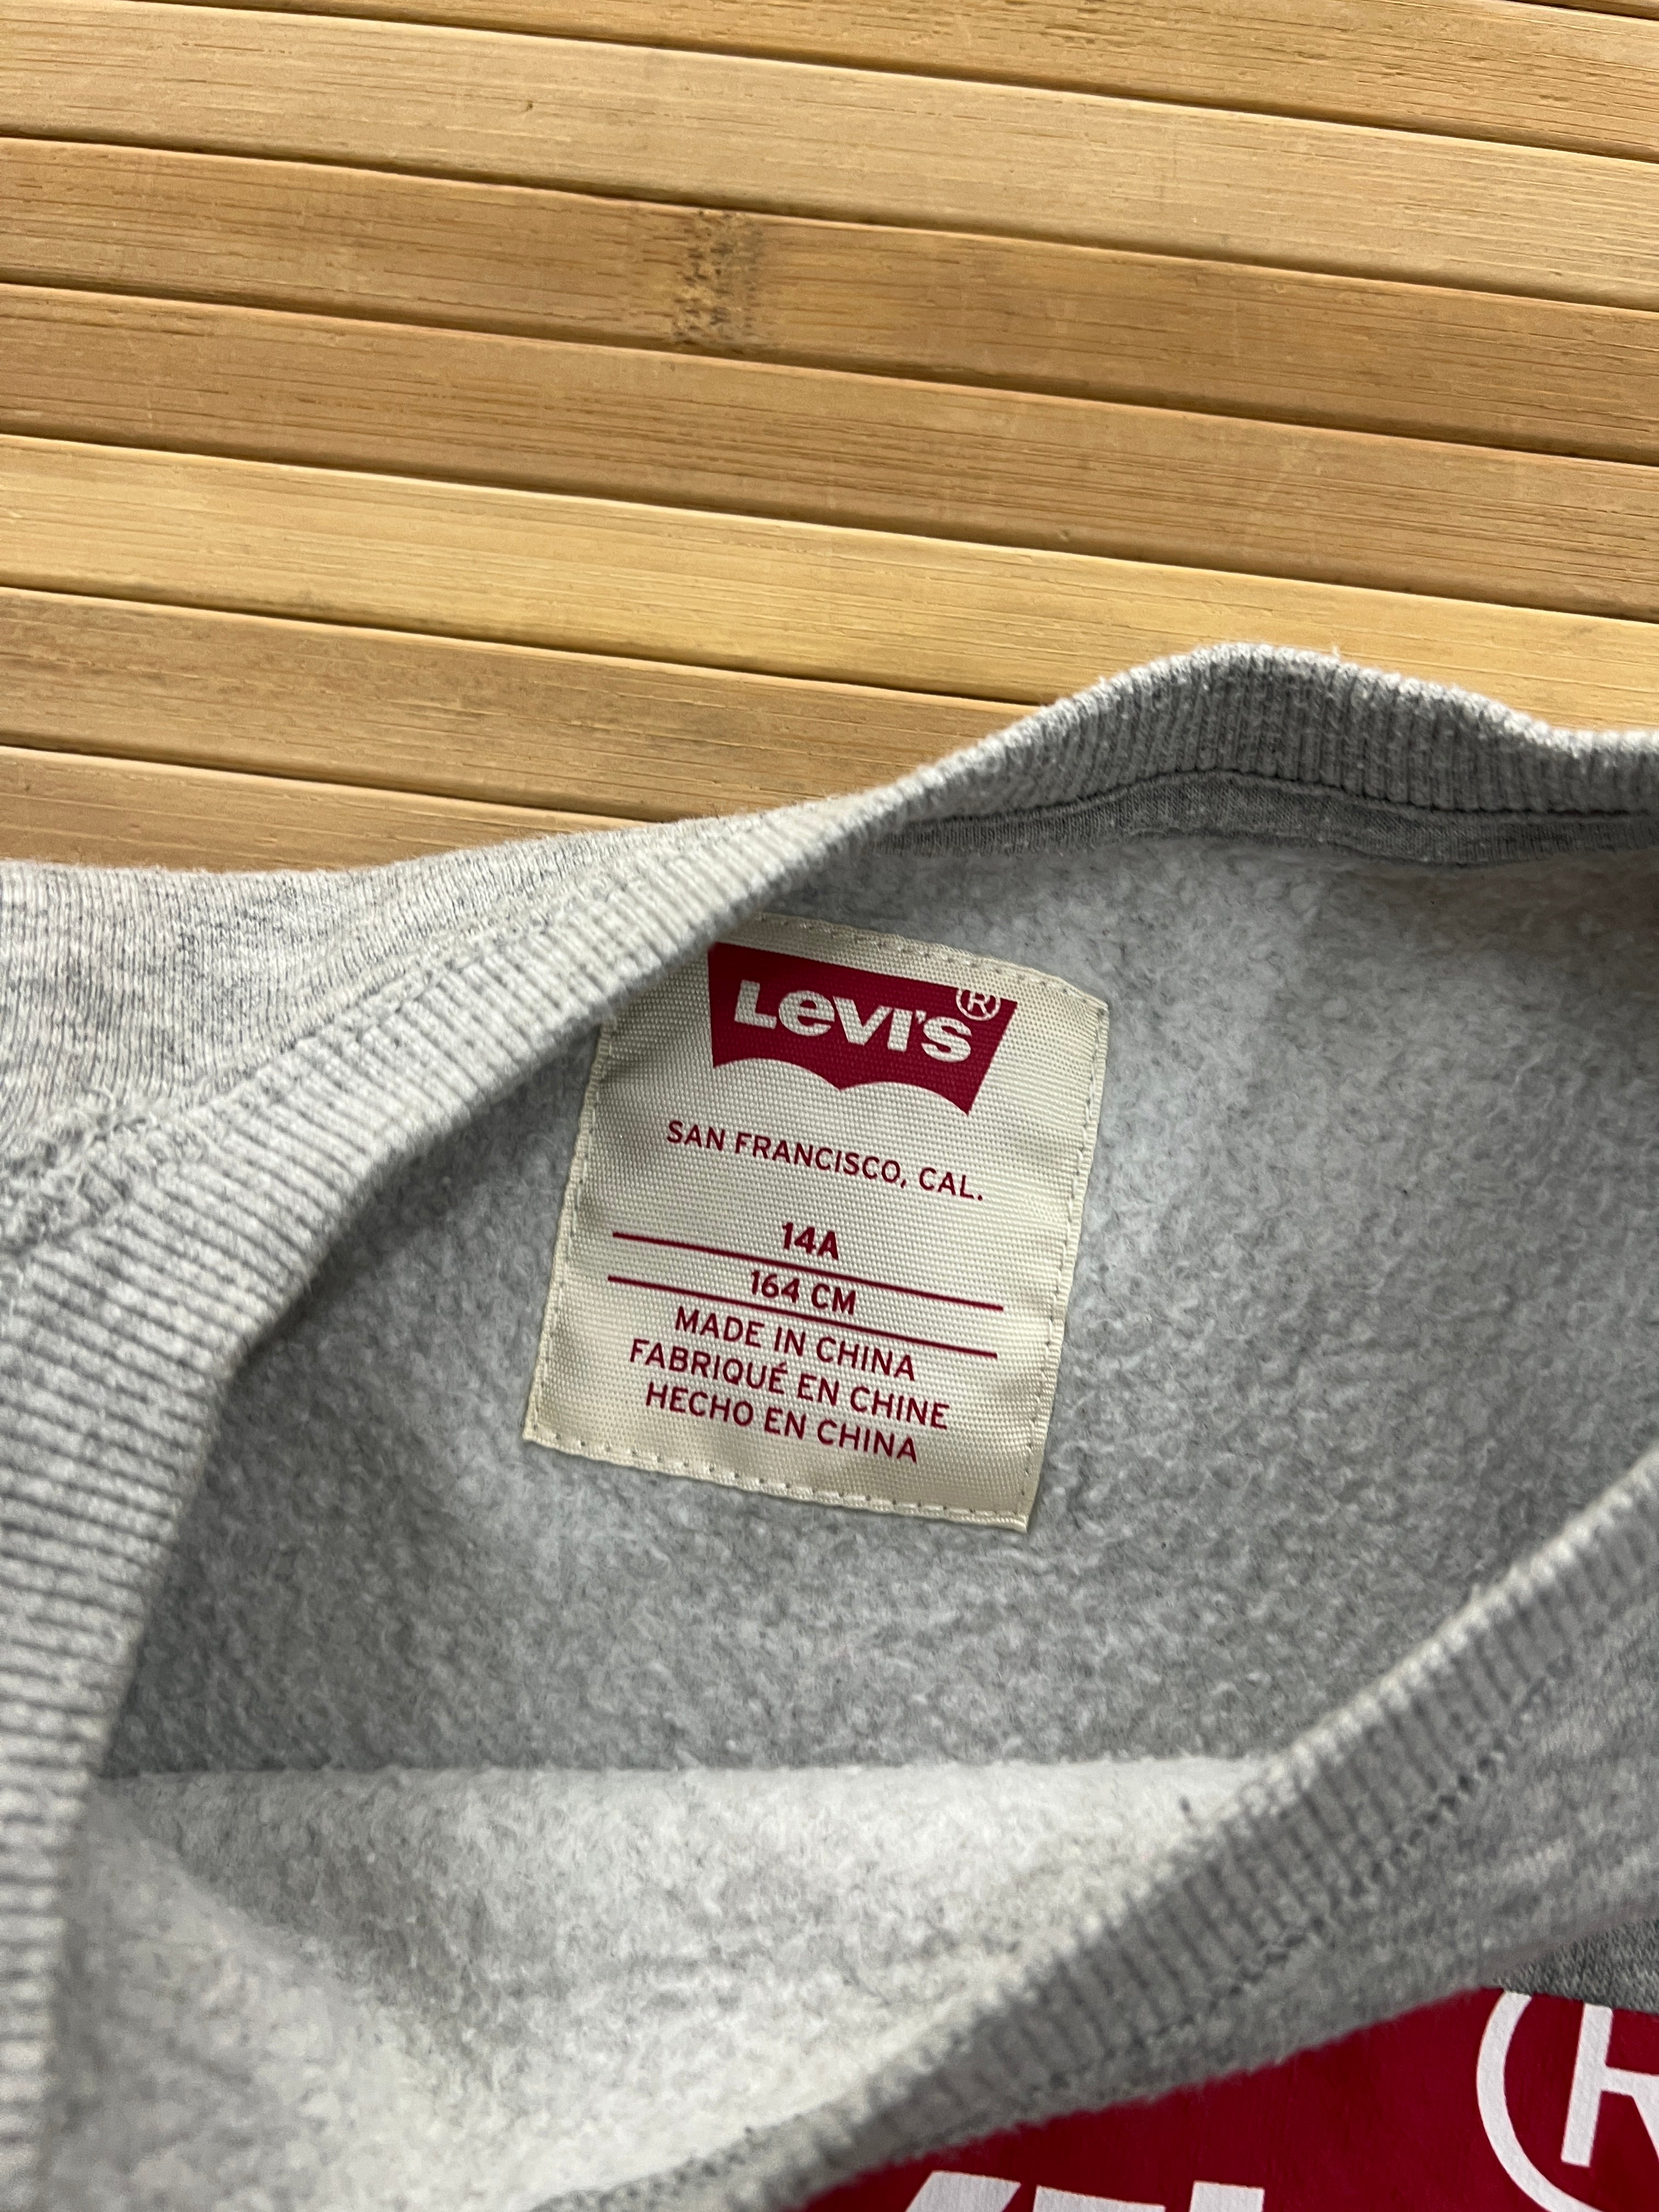 LEVI'S®
SAN FRANCISCO, CAL.
14A
164 CM
MADE IN CHINA
FABRIQUÉ EN CHINE
HECHO EN CHINA
®